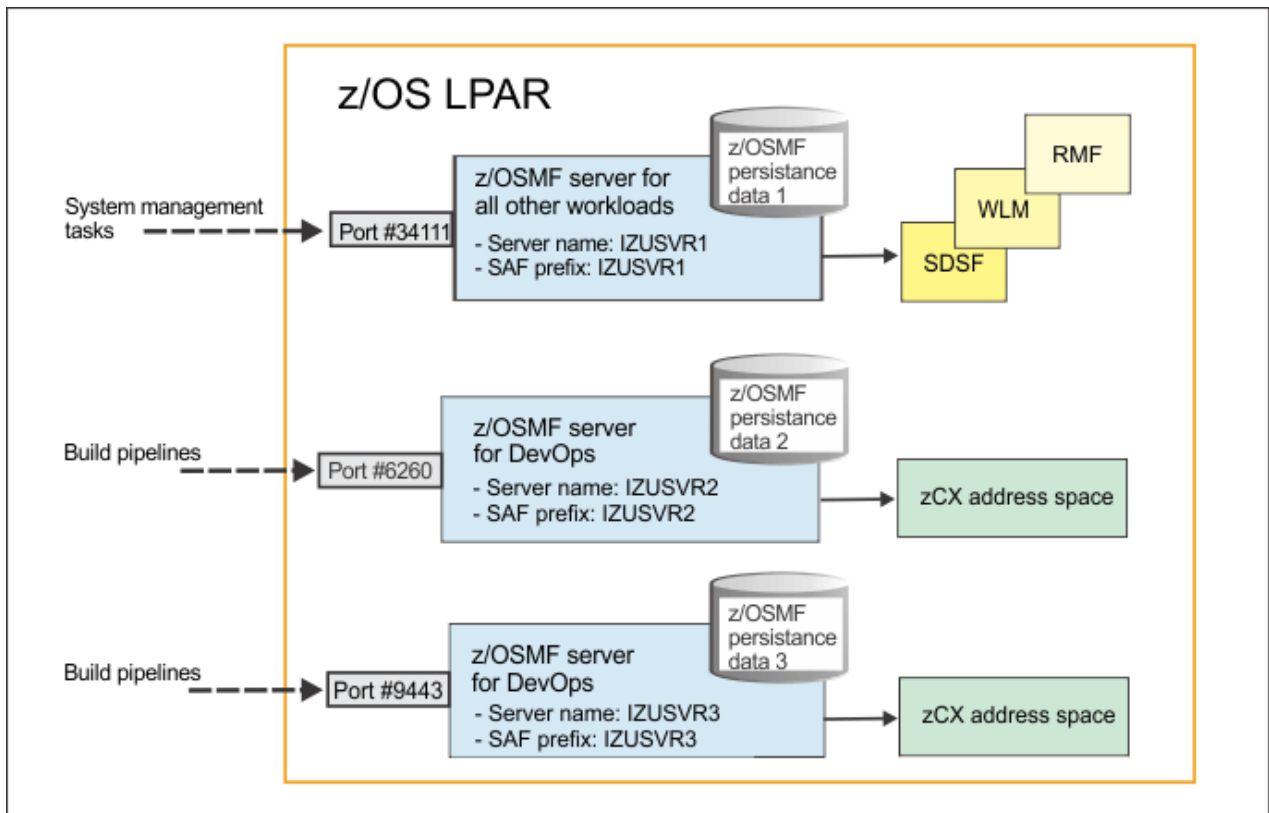 z/OS LPAR
System management
tasks
Port #34111
z/OSMF server for
all other workloads
- Server name: IZUSVR1
- SAF prefix: IZUSVR1
z/OSMF
persistance
data 1
RMF
WLM
SDSF
Build pipelines
Port #6260
z/OSMF server
for DevOps
- Server name: IZUSVR2
- SAF prefix: IZUSVR2
z/OSMF
persistance
data 2
zCX address space
Build pipelines
Port #9443
z/OSMF server
for DevOps
- Server name: IZUSVR3
- SAF prefix: IZUSVR3
z/OSMF
persistance
data 3
zCX address space